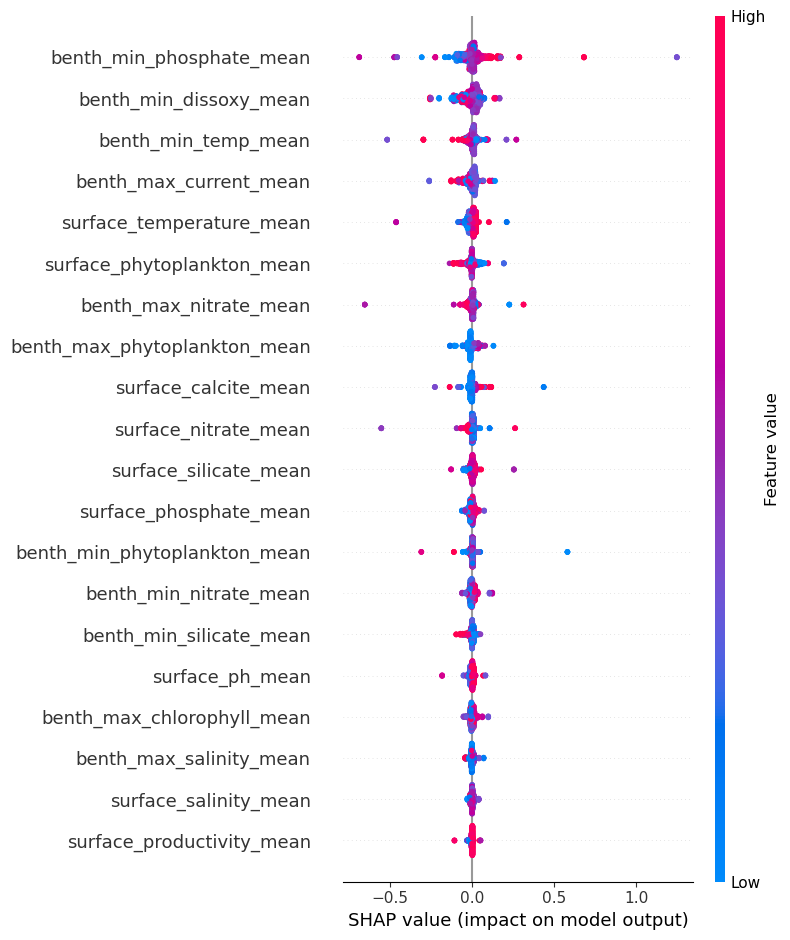 High
benth_min_phosphate_mean
benth_min_dissoxy_mean
benth_min_temp_mean
benth_max_current_mean
surface_temperature_mean
surface_phytoplankton_mean
benth_max_nitrate_mean
benth_max_phytoplankton_mean
surface_calcite_mean
surface_nitrate_mean
surface_silicate_mean
surface_phosphate_mean
benth_min_phytoplankton_mean
benth_min_nitrate_mean
benth_min_silicate_mean
surface_ph_mean
benth_max_chlorophyll_mean
benth_max_salinity_mean
surface_salinity_mean
surface_productivity_mean
Feature value
Low
−0.5 0.0 0.5 1.0
SHAP value (impact on model output)